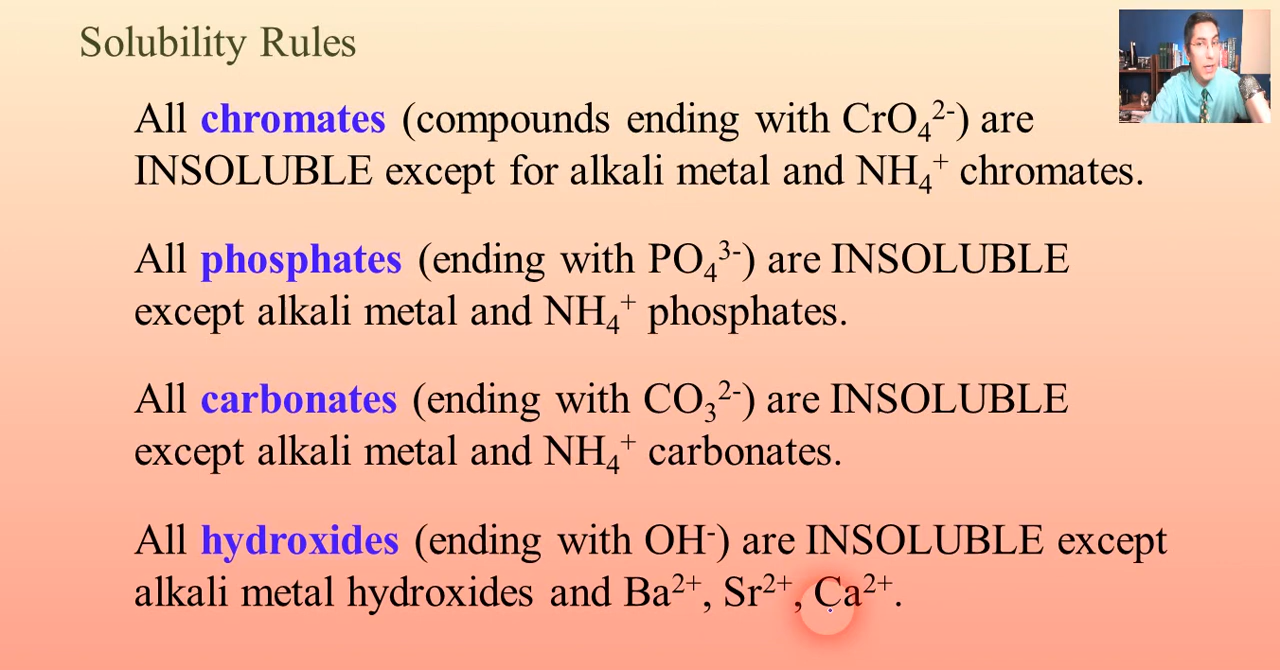 Solubility Rules
All chromates (compounds ending with CrO₄²⁻) are
INSOLUBLE except for alkali metal and NH₄⁺ chromates.
All phosphates (ending with PO₄³⁻) are INSOLUBLE
except alkali metal and NH₄⁺ phosphates.
All carbonates (ending with CO₃²⁻) are INSOLUBLE
except alkali metal and NH₄⁺ carbonates.
All hydroxides (ending with OH⁻) are INSOLUBLE except
alkali metal hydroxides and Ba²⁺, Sr²⁺, Ca²⁺.